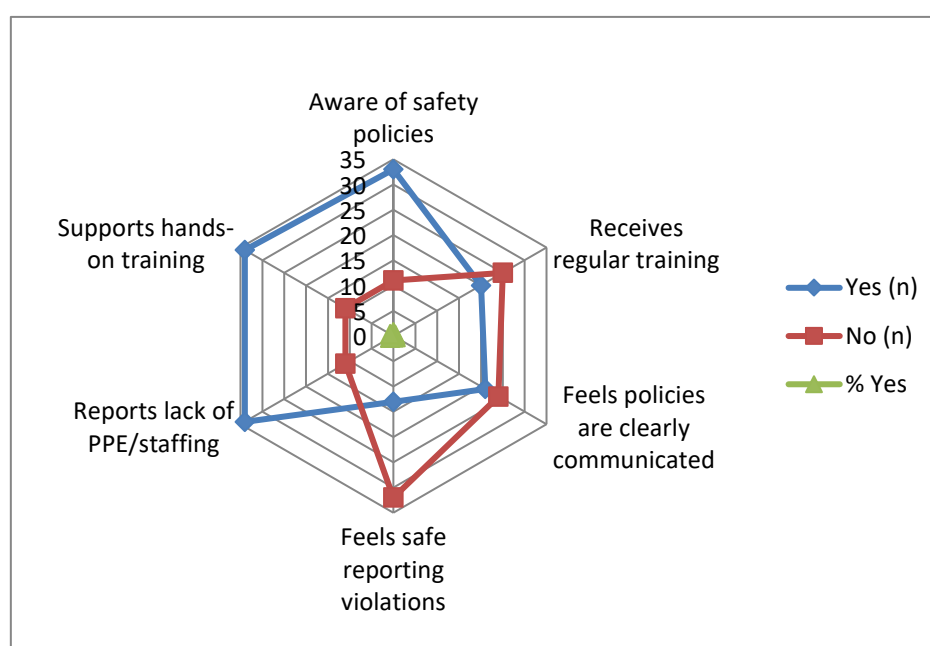 Aware of safety
policies
35
30
25
20
15
10
5
0
Receives
regular training
Feels policies
are clearly
communicated
Feels safe
reporting
violations
Reports lack of
PPE/staffing
Supports hands-
on training
Yes (n)
No (n)
% Yes